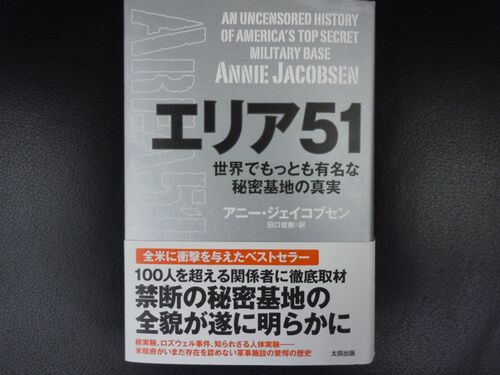 AN UNCENSORED HISTORY
OF AMERICA'S TOP SECRET
MILITARY BASE
ANNIE JACOBSEN
AREA 51
エリア51
世界でもっとも有名な
秘密基地の真実
アニー・ジェイコブセン
田口俊樹=訳
全米に衝撃を与えたベストセラー
100人を超える関係者に徹底取材
禁断の秘密基地の
全貌が遂に明らかに
核実験、ロズウェル事件、知られざる人体実験——
米政府がいまだ存在を認めない軍事施設の驚愕の歴史
太田出版